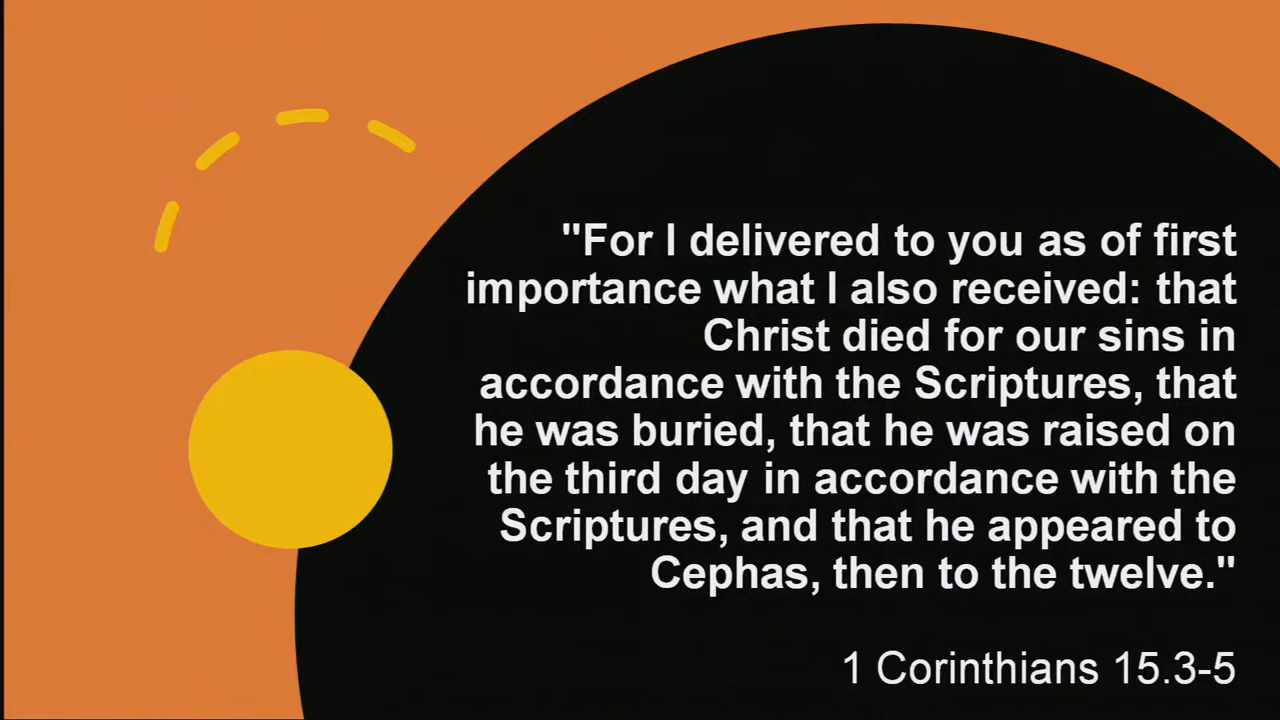 "For I delivered to you as of first
importance what I also received: that
Christ died for our sins in
accordance with the Scriptures, that
he was buried, that he was raised on
the third day in accordance with the
Scriptures, and that he appeared to
Cephas, then to the twelve."
1 Corinthians 15.3-5